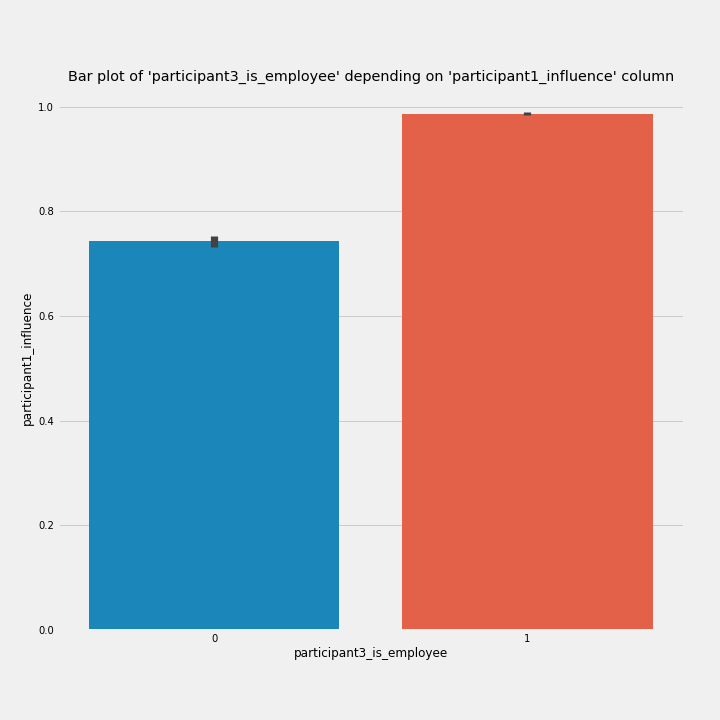 Bar plot of 'participant3_is_employee' depending on 'participant1_influence' column
1.0
0.8
0.6
0.4
0.2
0.0
participant1_influence
0 1
participant3_is_employee